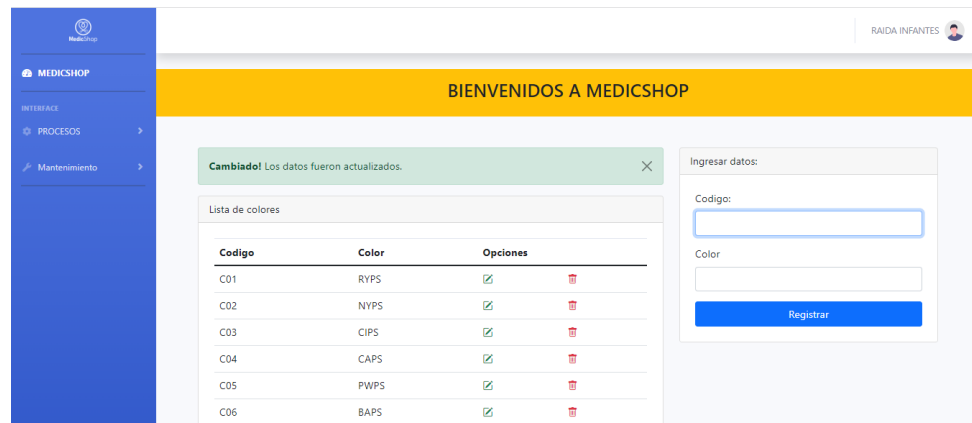 MedicShop
RAIDA INFANTES
MEDICSHOP
INTERFACE
PROCESOS
Mantenimiento
BIENVENIDOS A MEDICSHOP
Cambiado! Los datos fueron actualizados.
Lista de colores
Codigo Color Opciones
C01 RYPS
C02 NYPS
C03 CIPS
C04 CAPS
C05 PWPS
C06 BAPS
Ingresar datos:
Codigo:
Color
Registrar